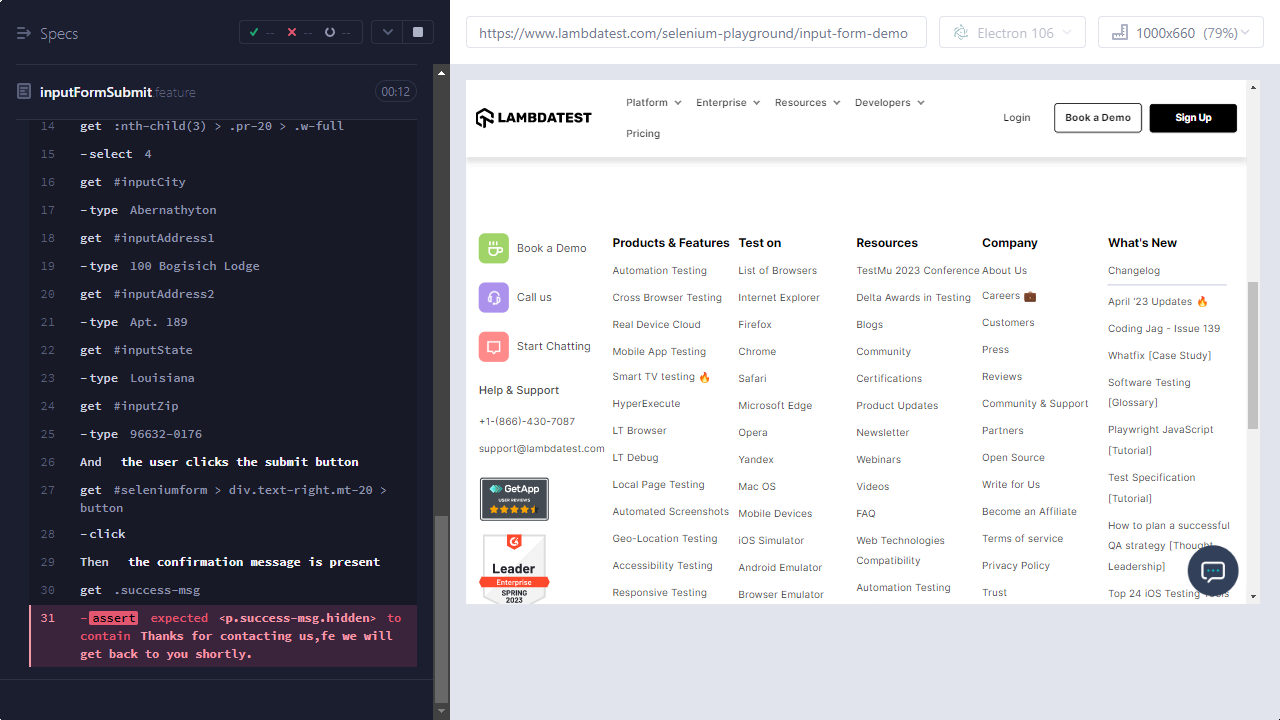 Specs
-- -- --
inputFormSubmit.feature
00:12
14 get :nth-child(3) > .pr-20 > .w-full
15 -select 4
16 get #inputCity
17 -type Abernathyton
18 get #inputAddress1
19 -type 100 Bogisich Lodge
20 get #inputAddress2
21 -type Apt. 189
22 get #inputState
23 -type Louisiana
24 get #inputZip
25 -type 96632-0176
26 And the user clicks the submit button
27 get #seleniumform > div.text-right.mt-20 >
button
28 -click
29 Then the confirmation message is present
30 get .success-msg
31 -assert expected <p.success-msg.hidden> to
contain Thanks for contacting us,fe we will
get back to you shortly.
https://www.lambdatest.com/selenium-playground/input-form-demo
Electron 106
1000x660 (79%)
LAMBDATEST
Platform Enterprise Resources Developers
Pricing
Login
Book a Demo
Sign Up
Book a Demo
Call us
Start Chatting
Help & Support
+1-(866)-430-7087
support@lambdatest.com
GetApp
USER REVIEWS
G
Leader
Enterprise
SPRING
2023
Products & Features
Automation Testing
Cross Browser Testing
Real Device Cloud
Mobile App Testing
Smart TV testing 🔥
HyperExecute
LT Browser
LT Debug
Local Page Testing
Automated Screenshots
Geo-Location Testing
Accessibility Testing
Responsive Testing
Test on
List of Browsers
Internet Explorer
Firefox
Chrome
Safari
Microsoft Edge
Opera
Yandex
Mac OS
Mobile Devices
iOS Simulator
Android Emulator
Browser Emulator
Resources
TestMu 2023 Conference
Delta Awards in Testing
Blogs
Community
Certifications
Product Updates
Newsletter
Webinars
Videos
FAQ
Web Technologies
Compatibility
Automation Testing
Company
About Us
Careers 💼
Customers
Press
Reviews
Community & Support
Partners
Open Source
Write for Us
Become an Affiliate
Terms of service
Privacy Policy
Trust
What's New
Changelog
April '23 Updates 🔥
Coding Jag - Issue 139
Whatfix [Case Study]
Software Testing
[Glossary]
Playwright JavaScript
[Tutorial]
Test Specification
[Tutorial]
How to plan a successful
QA strategy [Thought
Leadership]
Top 24 iOS Testing Tools